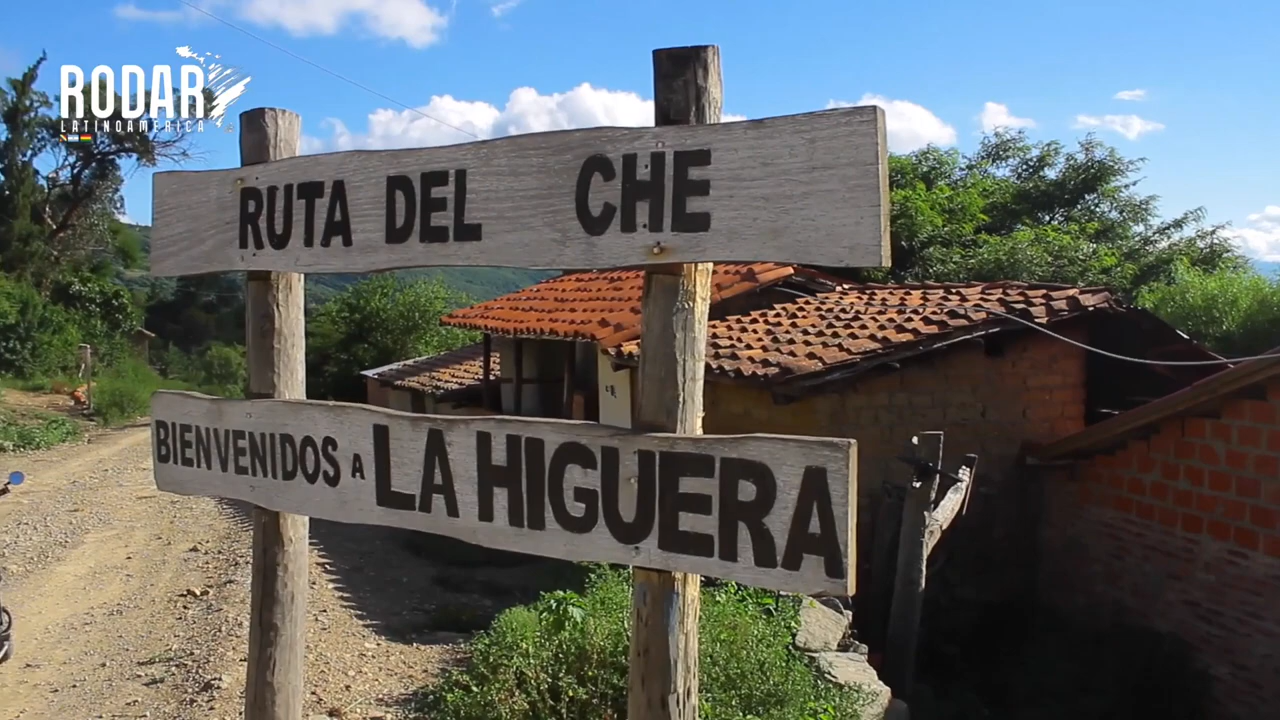 RODAR
LATINOAMERICA
RUTA DEL CHE
BIENVENIDOS A LA HIGUERA